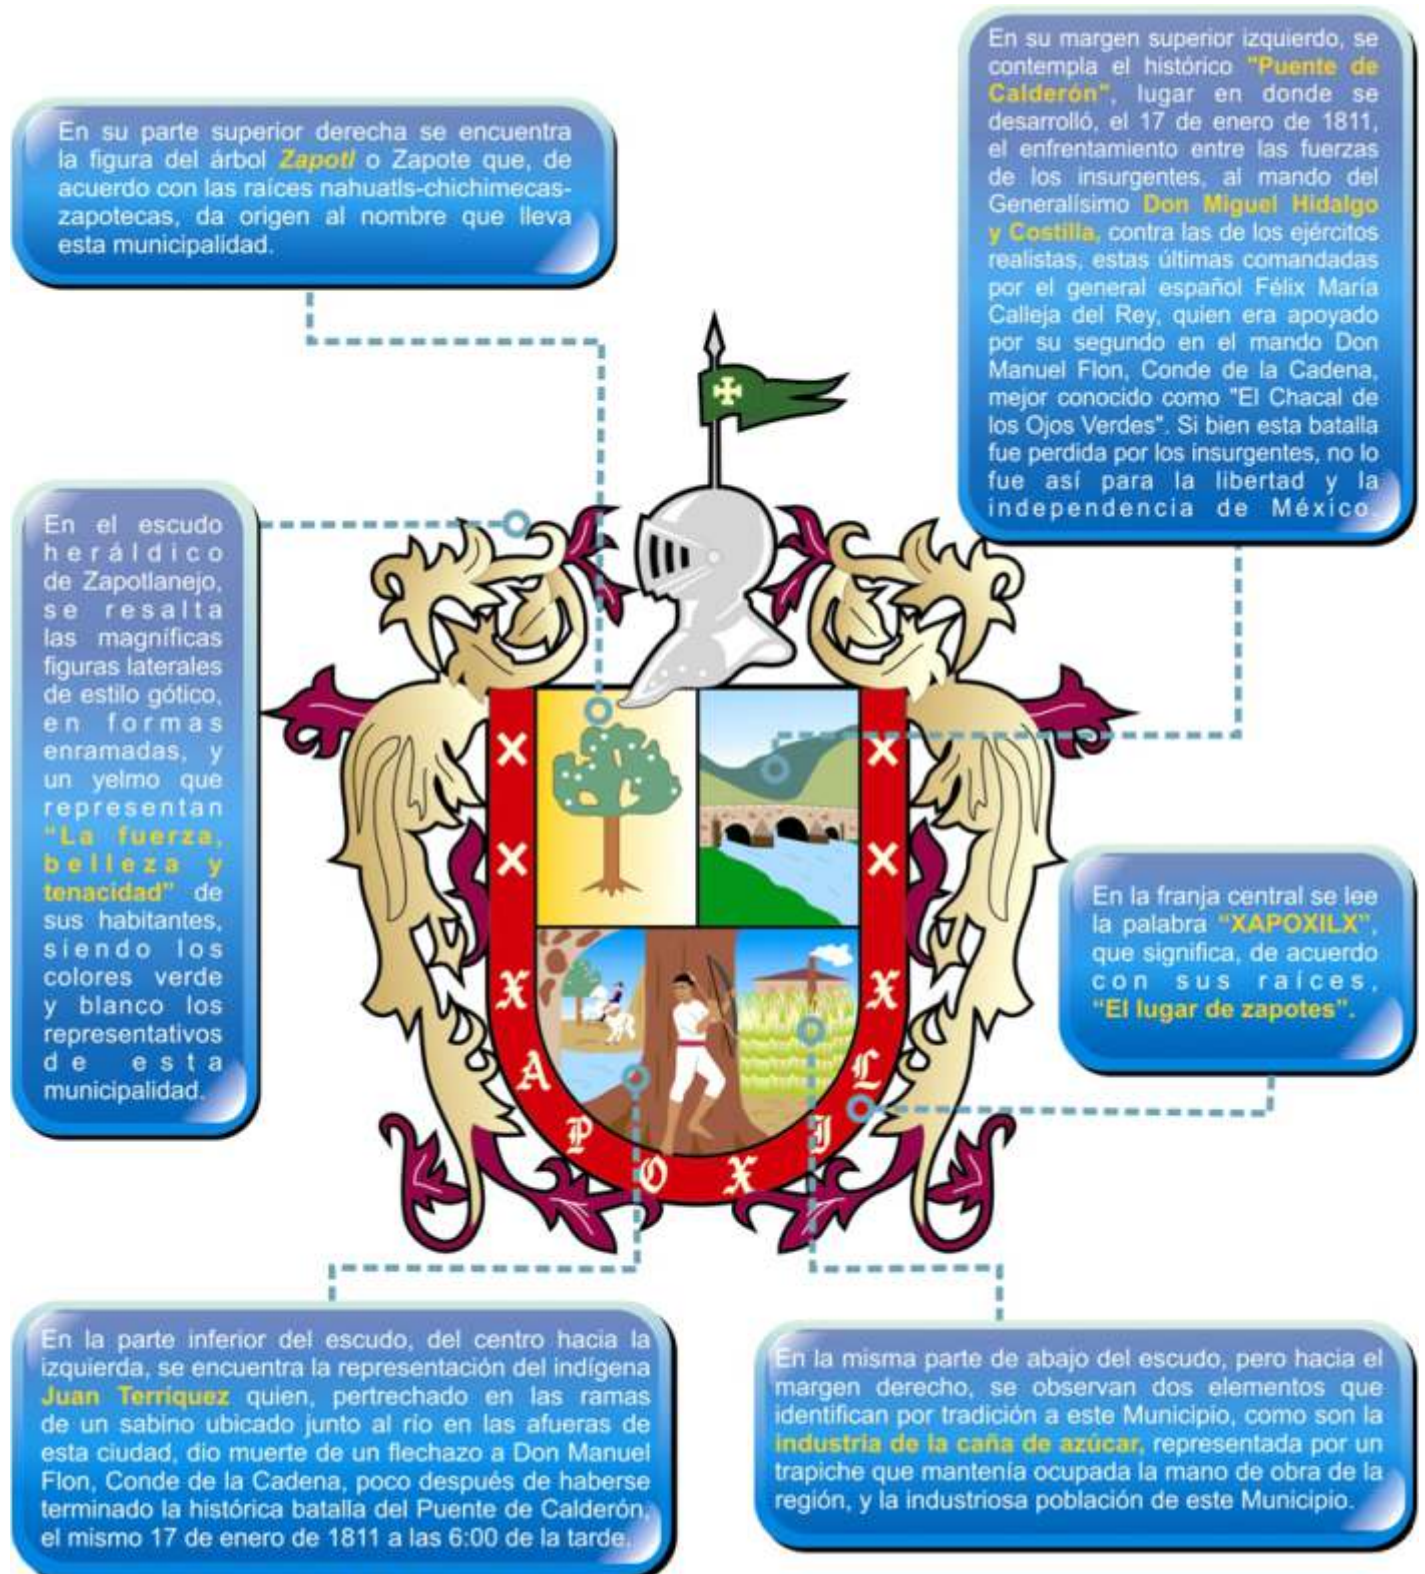 En su parte superior derecha se encuentra
la figura del árbol Zapotl o Zapote que, de
acuerdo con las raíces nahuatls-chichimecas-
zapotecas, da origen al nombre que lleva
esta municipalidad.
En su margen superior izquierdo, se
contempla el histórico "Puente de
Calderón", lugar en donde se
desarrolló, el 17 de enero de 1811,
el enfrentamiento entre las fuerzas
de los insurgentes, al mando del
Generalísimo Don Miguel Hidalgo
y Costilla, contra las de los ejércitos
realistas, estas últimas comandadas
por el general español Félix María
Calleja del Rey, quien era apoyado
por su segundo en el mando Don
Manuel Flon, Conde de la Cadena,
mejor conocido como "El Chacal de
los Ojos Verdes". Si bien esta batalla
fue perdida por los insurgentes, no lo
fue así para la libertad y la
independencia de México.
En el escudo
heráldico
de Zapotlanejo,
se resalta
las magníficas
figuras laterales
de estilo gótico,
en formas
enramadas, y
un yelmo que
representan
“La fuerza,
belleza y
tenacidad” de
sus habitantes,
siendo los
colores verde
y blanco los
representativos
de esta
municipalidad.
En la franja central se lee
la palabra “XAPOXILX”,
que significa, de acuerdo
con sus raíces,
“El lugar de zapotes”.
XAPOXILX
En la parte inferior del escudo, del centro hacia la
izquierda, se encuentra la representación del indígena
Juan Terríquez quien, pertrechado en las ramas
de un sabino ubicado junto al río en las afueras de
esta ciudad, dio muerte de un flechazo a Don Manuel
Flon, Conde de la Cadena, poco después de haberse
terminado la histórica batalla del Puente de Calderón,
el mismo 17 de enero de 1811 a las 6:00 de la tarde.
En la misma parte de abajo del escudo, pero hacia el
margen derecho, se observan dos elementos que
identifican por tradición a este Municipio, como son la
industria de la caña de azúcar, representada por un
trapiche que mantenía ocupada la mano de obra de la
región, y la industriosa población de este Municipio.